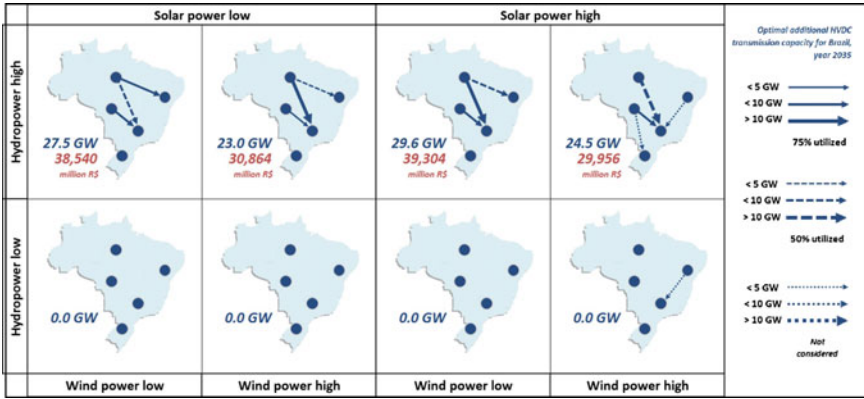 Solar power low
Solar power high
Hydropower high
27.5 GW
38,540
million R$
23.0 GW
30,864
million R$
29.6 GW
39,304
million R$
24.5 GW
29,956
million R$
Hydropower low
0.0 GW
0.0 GW
0.0 GW
0.0 GW
Wind power low
Wind power high
Wind power low
Wind power high
Optimal additional HVDC
transmission capacity for Brazil,
year 2035
< 5 GW
< 10 GW
> 10 GW
75% utilized
< 5 GW
< 10 GW
> 10 GW
50% utilized
< 5 GW
< 10 GW
> 10 GW
Not
considered